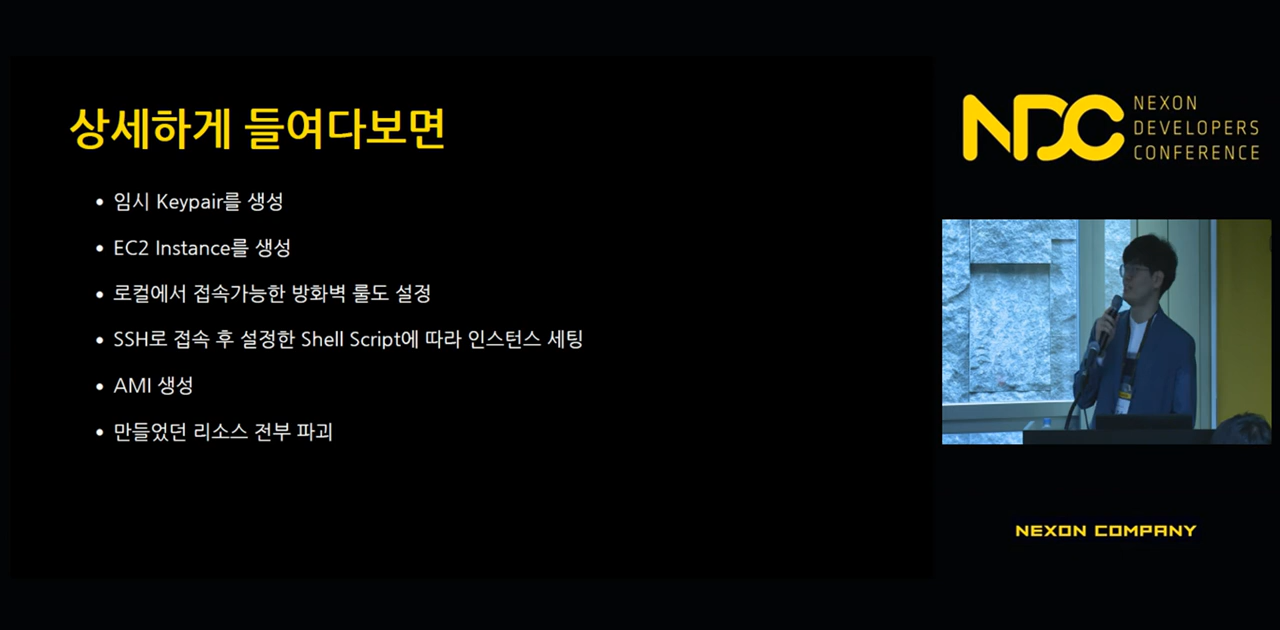 상세하게 들여다보면
• 임시 Keypair를 생성
• EC2 Instance를 생성
• 로컬에서 접속가능한 방화벽 룰도 설정
• SSH로 접속 후 설정한 Shell Script에 따라 인스턴스 세팅
• AMI 생성
• 만들었던 리소스 전부 파괴
NDC
NEXON
DEVELOPERS
CONFERENCE
NEXON COMPANY